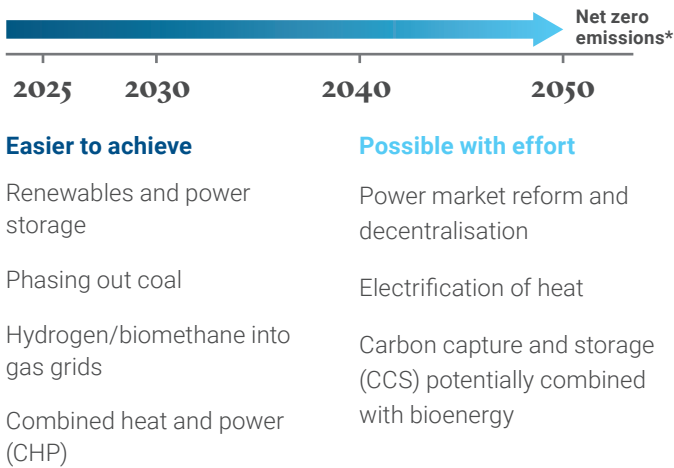 Net zero
emissions*
2025
2030
2040
2050
Easier to achieve
Renewables and power
storage
Phasing out coal
Hydrogen/biomethane into
gas grids
Combined heat and power
(CHP)
Possible with effort
Power market reform and
decentralisation
Electrification of heat
Carbon capture and storage
(CCS) potentially combined
with bioenergy